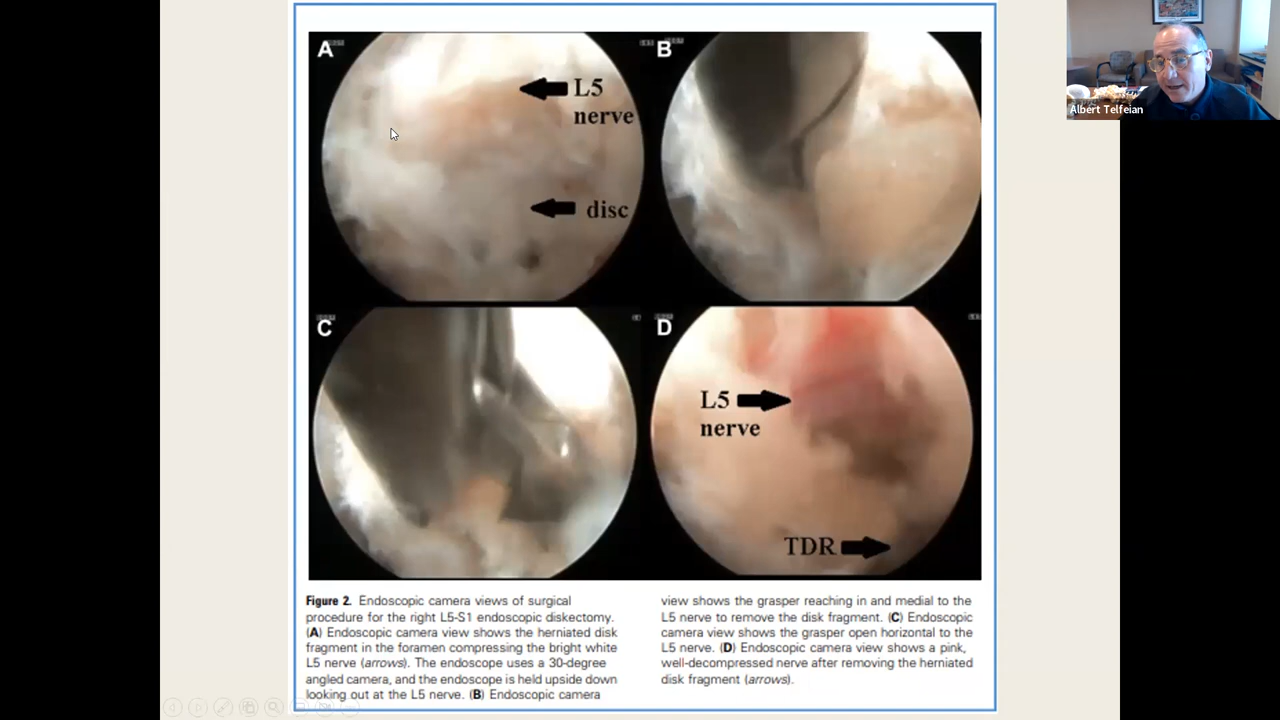 A
L5
nerve
disc
B
C
D
L5
nerve
TDR
Albert Telfeian
Figure 2. Endoscopic camera views of surgical
procedure for the right L5-S1 endoscopic diskectomy.
(A) Endoscopic camera view shows the herniated disk
fragment in the foramen compressing the bright white
L5 nerve (arrows). The endoscope uses a 30-degree
angled camera, and the endoscope is held upside down
looking out at the L5 nerve. (B) Endoscopic camera
view shows the grasper reaching in and medial to the
L5 nerve to remove the disk fragment. (C) Endoscopic
camera view shows the grasper open horizontal to the
L5 nerve. (D) Endoscopic camera view shows a pink,
well-decompressed nerve after removing the herniated
disk fragment (arrows).